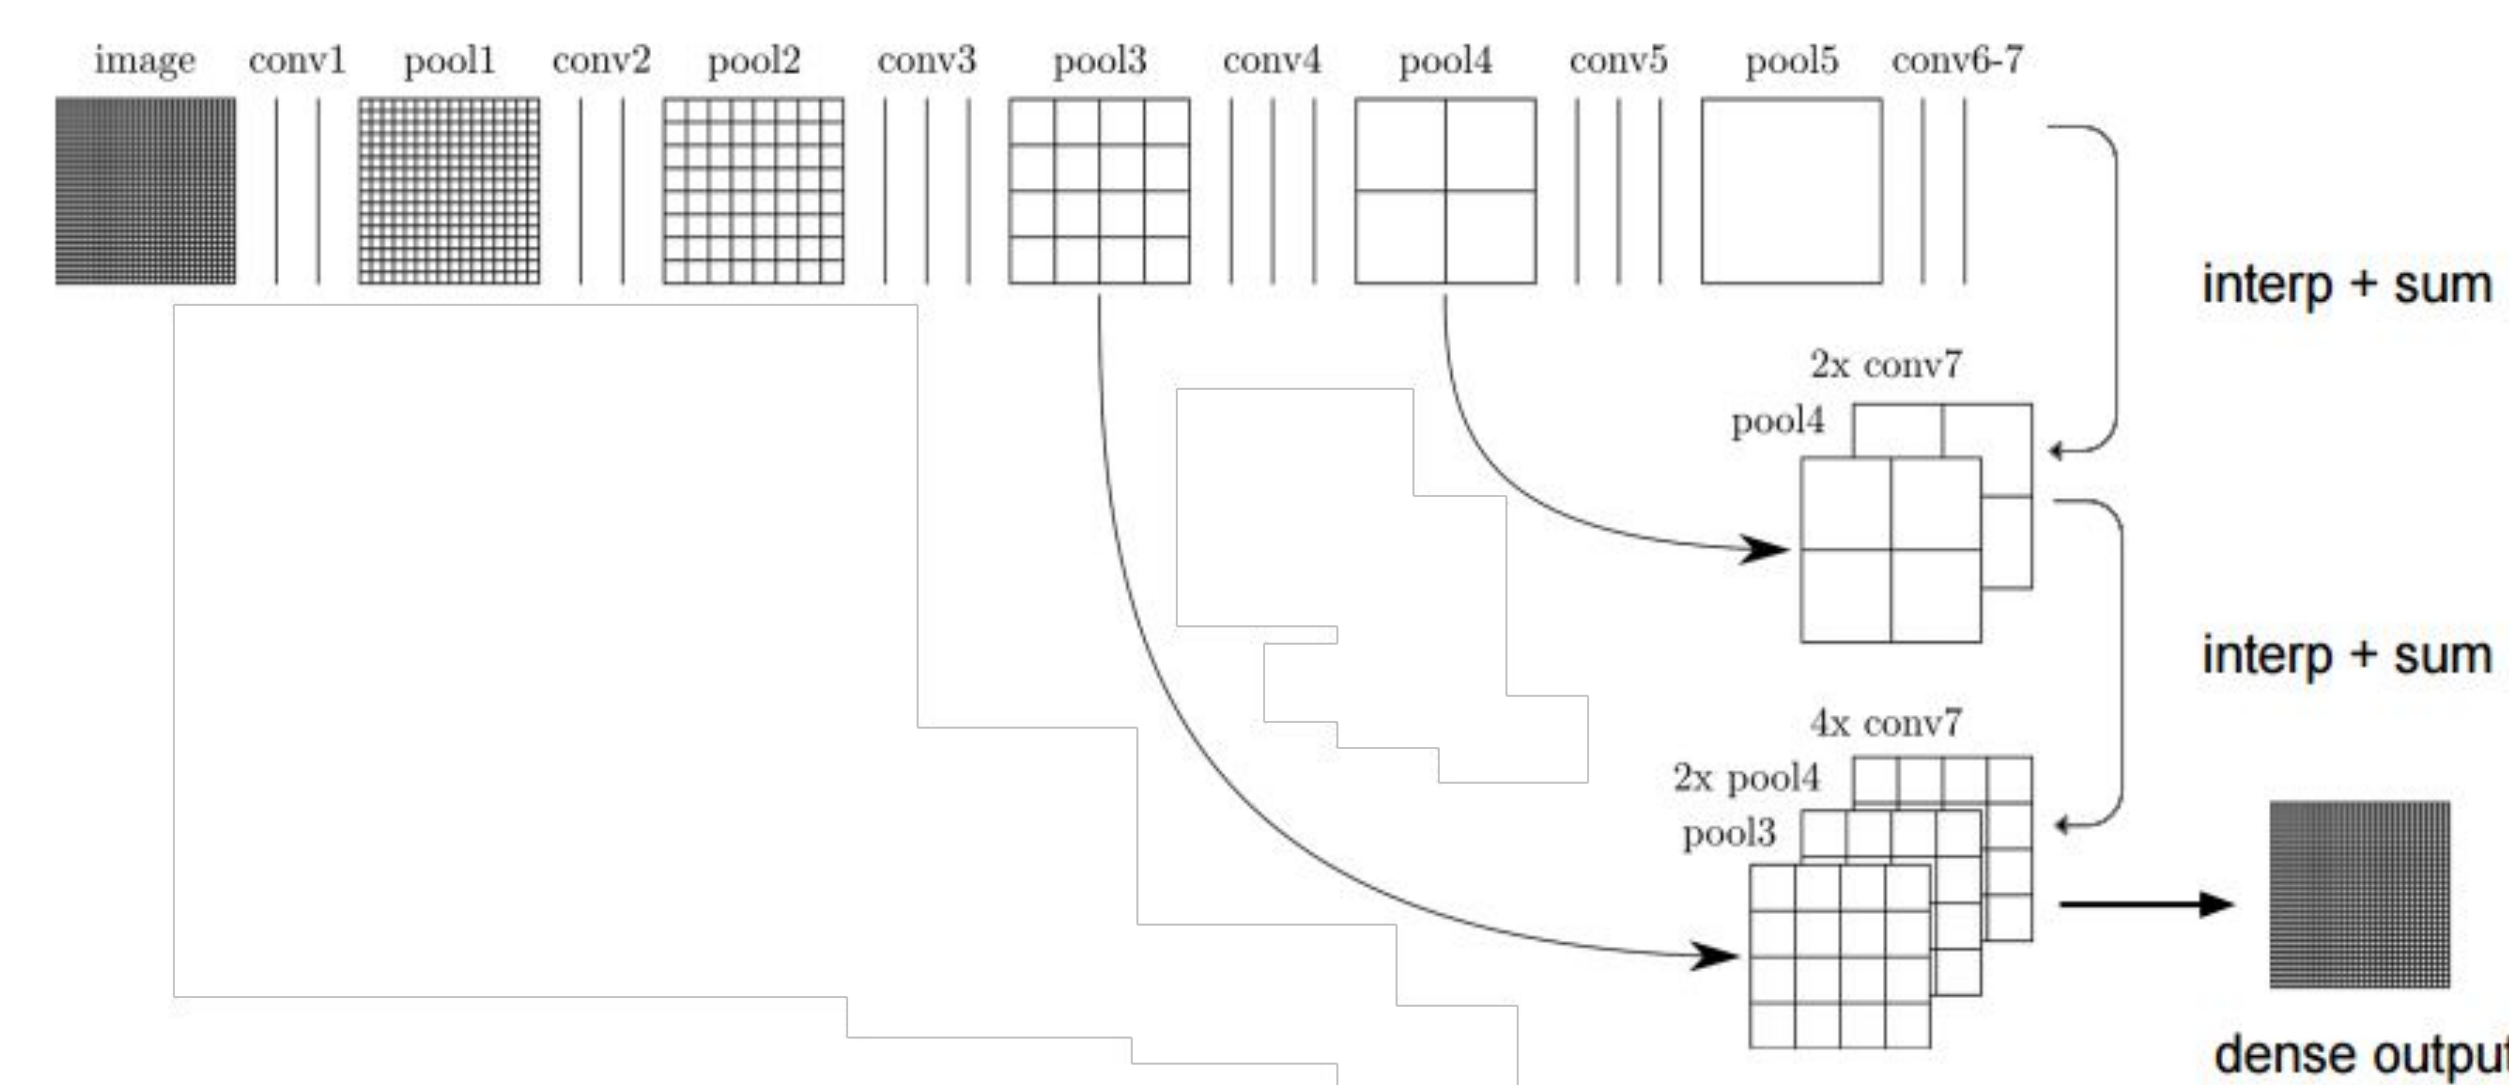 image conv1 pool1 conv2 pool2 conv3 pool3 conv4 pool4 conv5 pool5 conv6-7
interp + sum
2x conv7
pool4
interp + sum
4x conv7
2x pool4
pool3
dense output